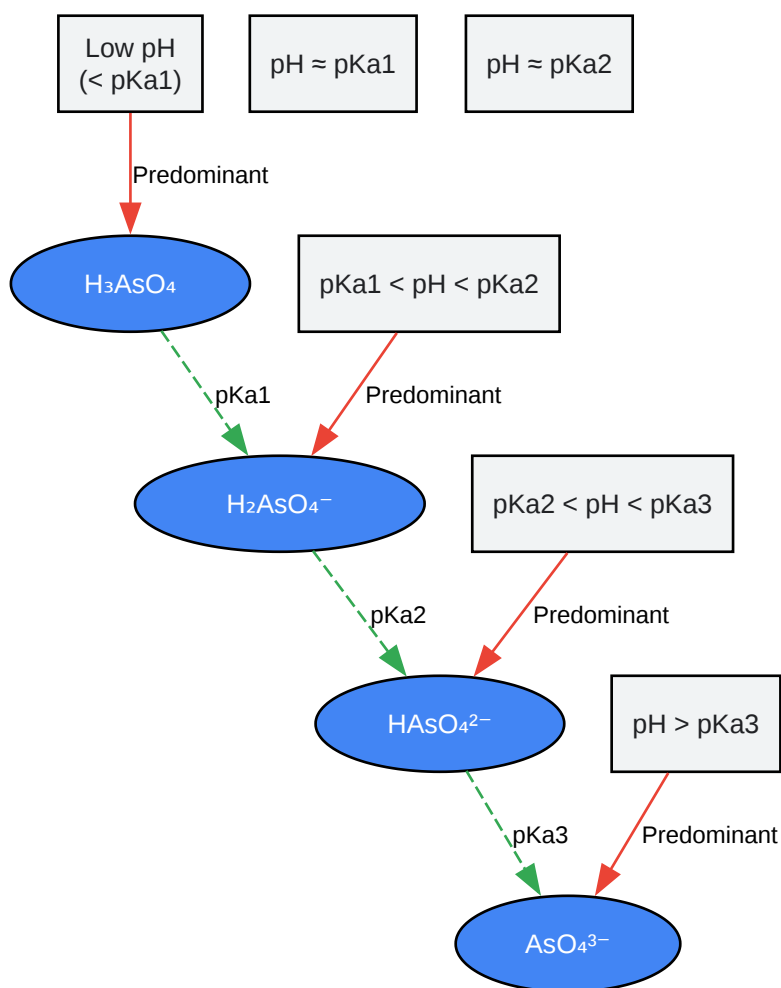 Low pH
(< pKa1)
pH ≈ pKa1
pH ≈ pKa2
Predominant
H₃AsO₄
pKa1 < pH < pKa2
pKa1
Predominant
H₂AsO₄⁻
pKa2 < pH < pKa3
pKa2
Predominant
HAsO₄²⁻
pH > pKa3
pKa3
Predominant
AsO₄³⁻